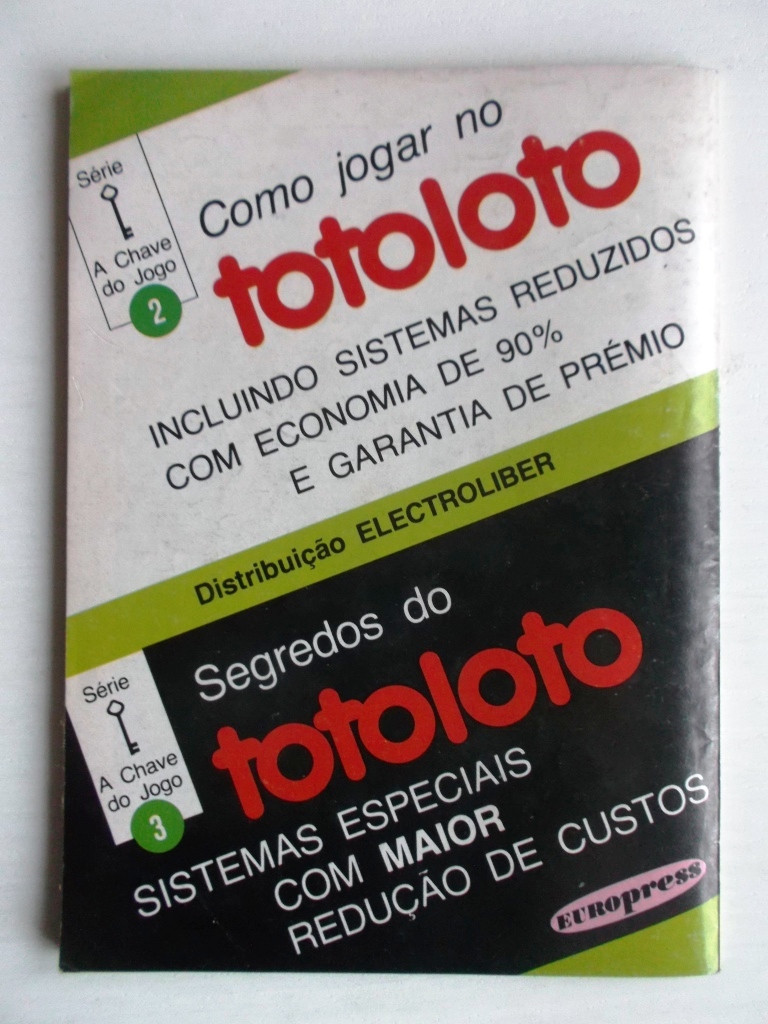 Série
A Chave
do Jogo
2
Como jogar no
totoloto
INCLUINDO SISTEMAS REDUZIDOS
COM ECONOMIA DE 90%
E GARANTIA DE PRÉMIO
Distribuição ELECTROLIBER
Série
A Chave
do Jogo
3
Segredos do
totoloto
SISTEMAS ESPECIAIS
COM MAIOR
REDUÇÃO DE CUSTOS
EUROpress